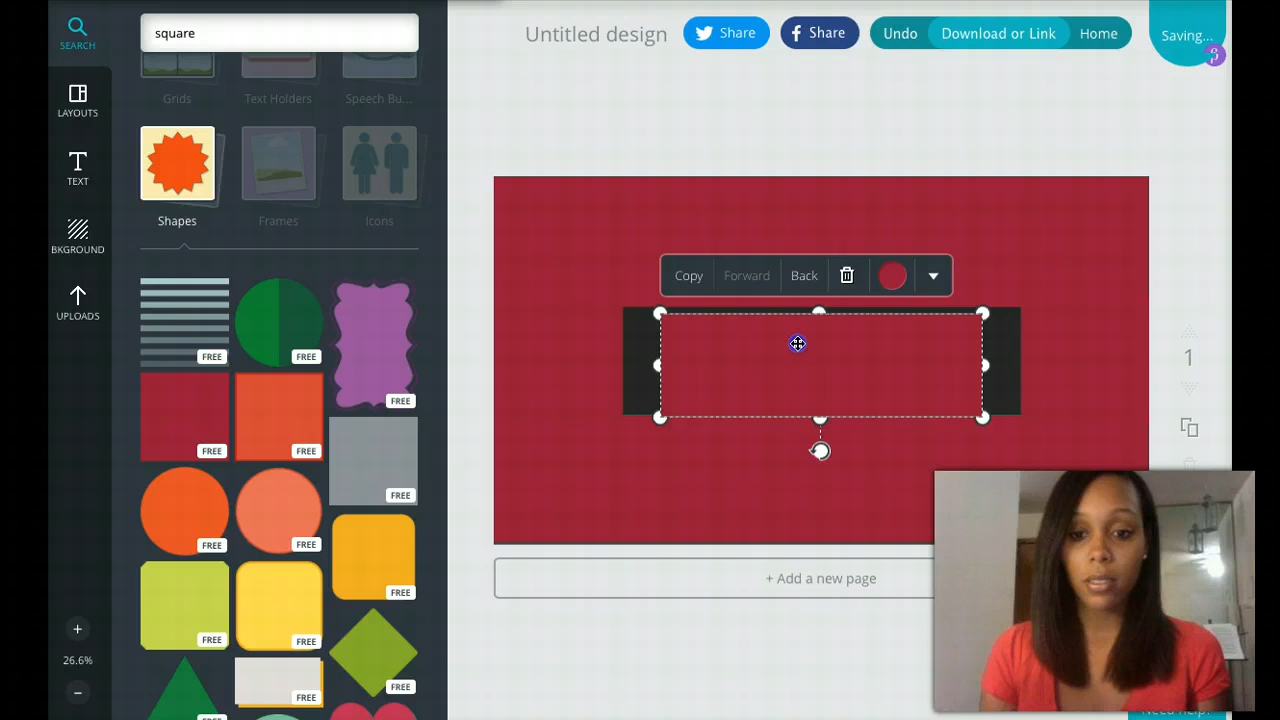 SEARCH
LAYOUTS
TEXT
BKGROUND
UPLOADS
26.6%
square
Grids
Text Holders
Speech Bu...
Shapes
Frames
Icons
FREE
FREE
FREE
FREE
FREE
FREE
FREE
FREE
FREE
FREE
FREE
FREE
FREE
Untitled design
Share
Share
Undo
Download or Link
Home
Saving...
Copy
Forward
Back
1
+ Add a new page